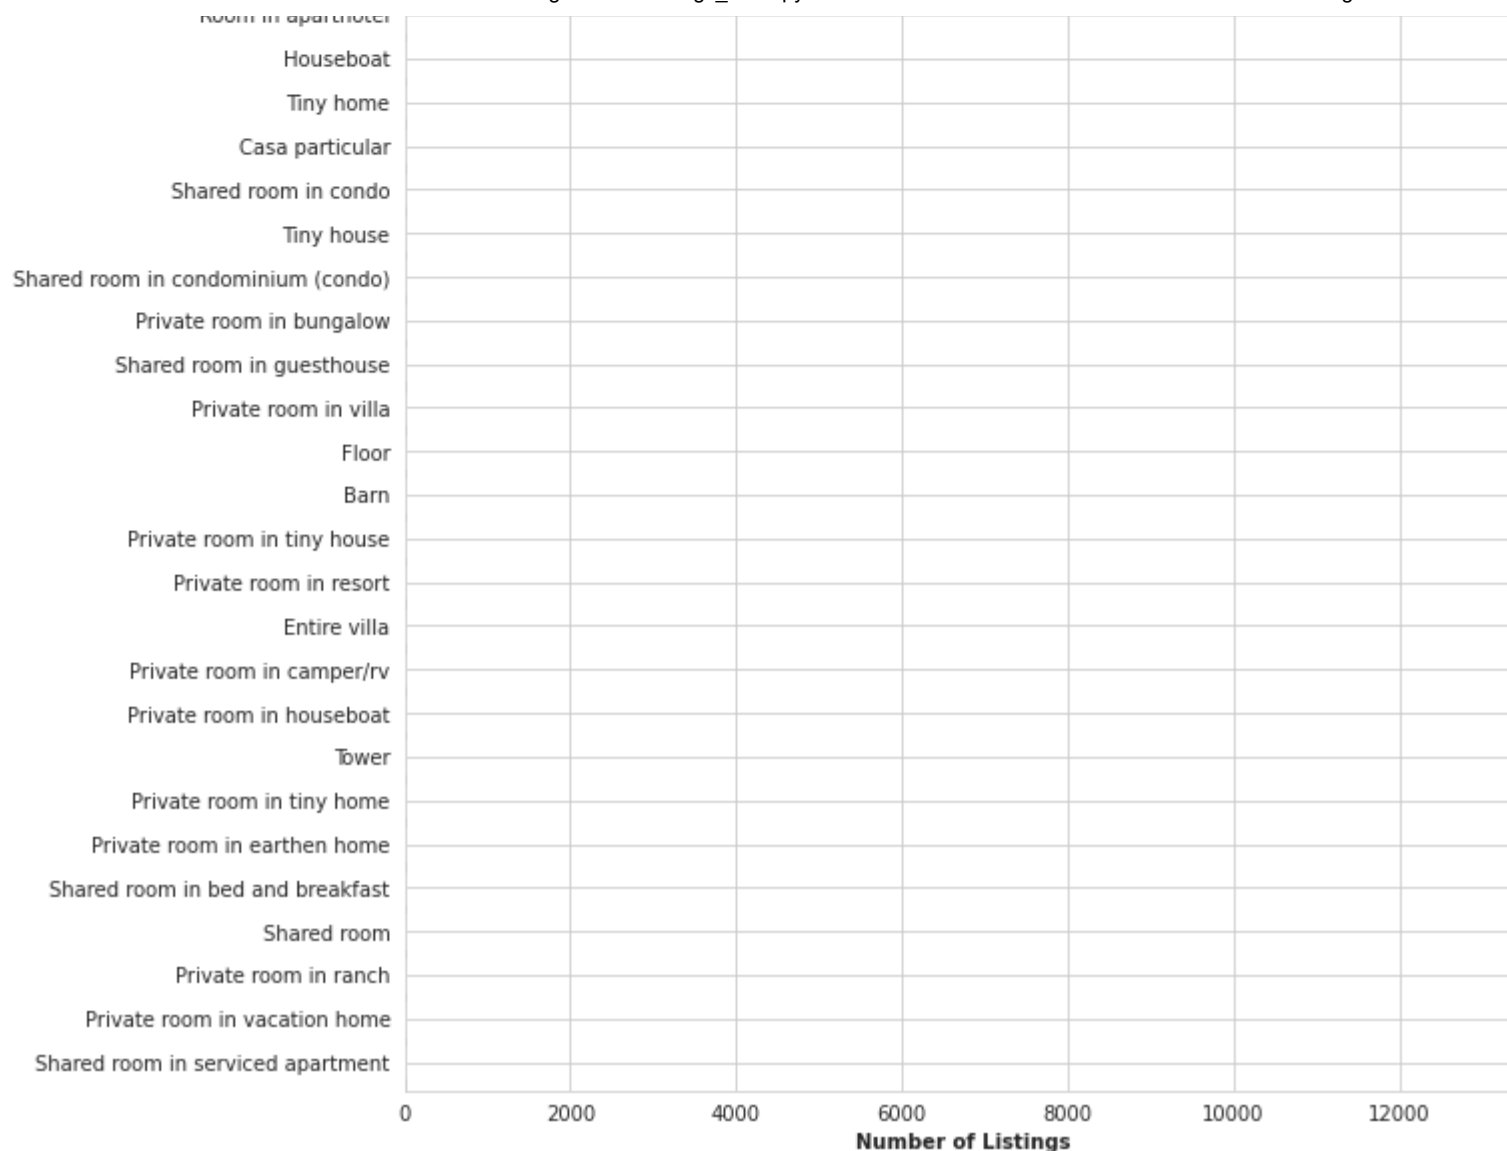 Room in aparthotel
Houseboat
Tiny home
Casa particular
Shared room in condo
Tiny house
Shared room in condominium (condo)
Private room in bungalow
Shared room in guesthouse
Private room in villa
Floor
Barn
Private room in tiny house
Private room in resort
Entire villa
Private room in camper/rv
Private room in houseboat
Tower
Private room in tiny home
Private room in earthen home
Shared room in bed and breakfast
Shared room
Private room in ranch
Private room in vacation home
Shared room in serviced apartment
0 2000 4000 6000 8000 10000 12000
Number of Listings